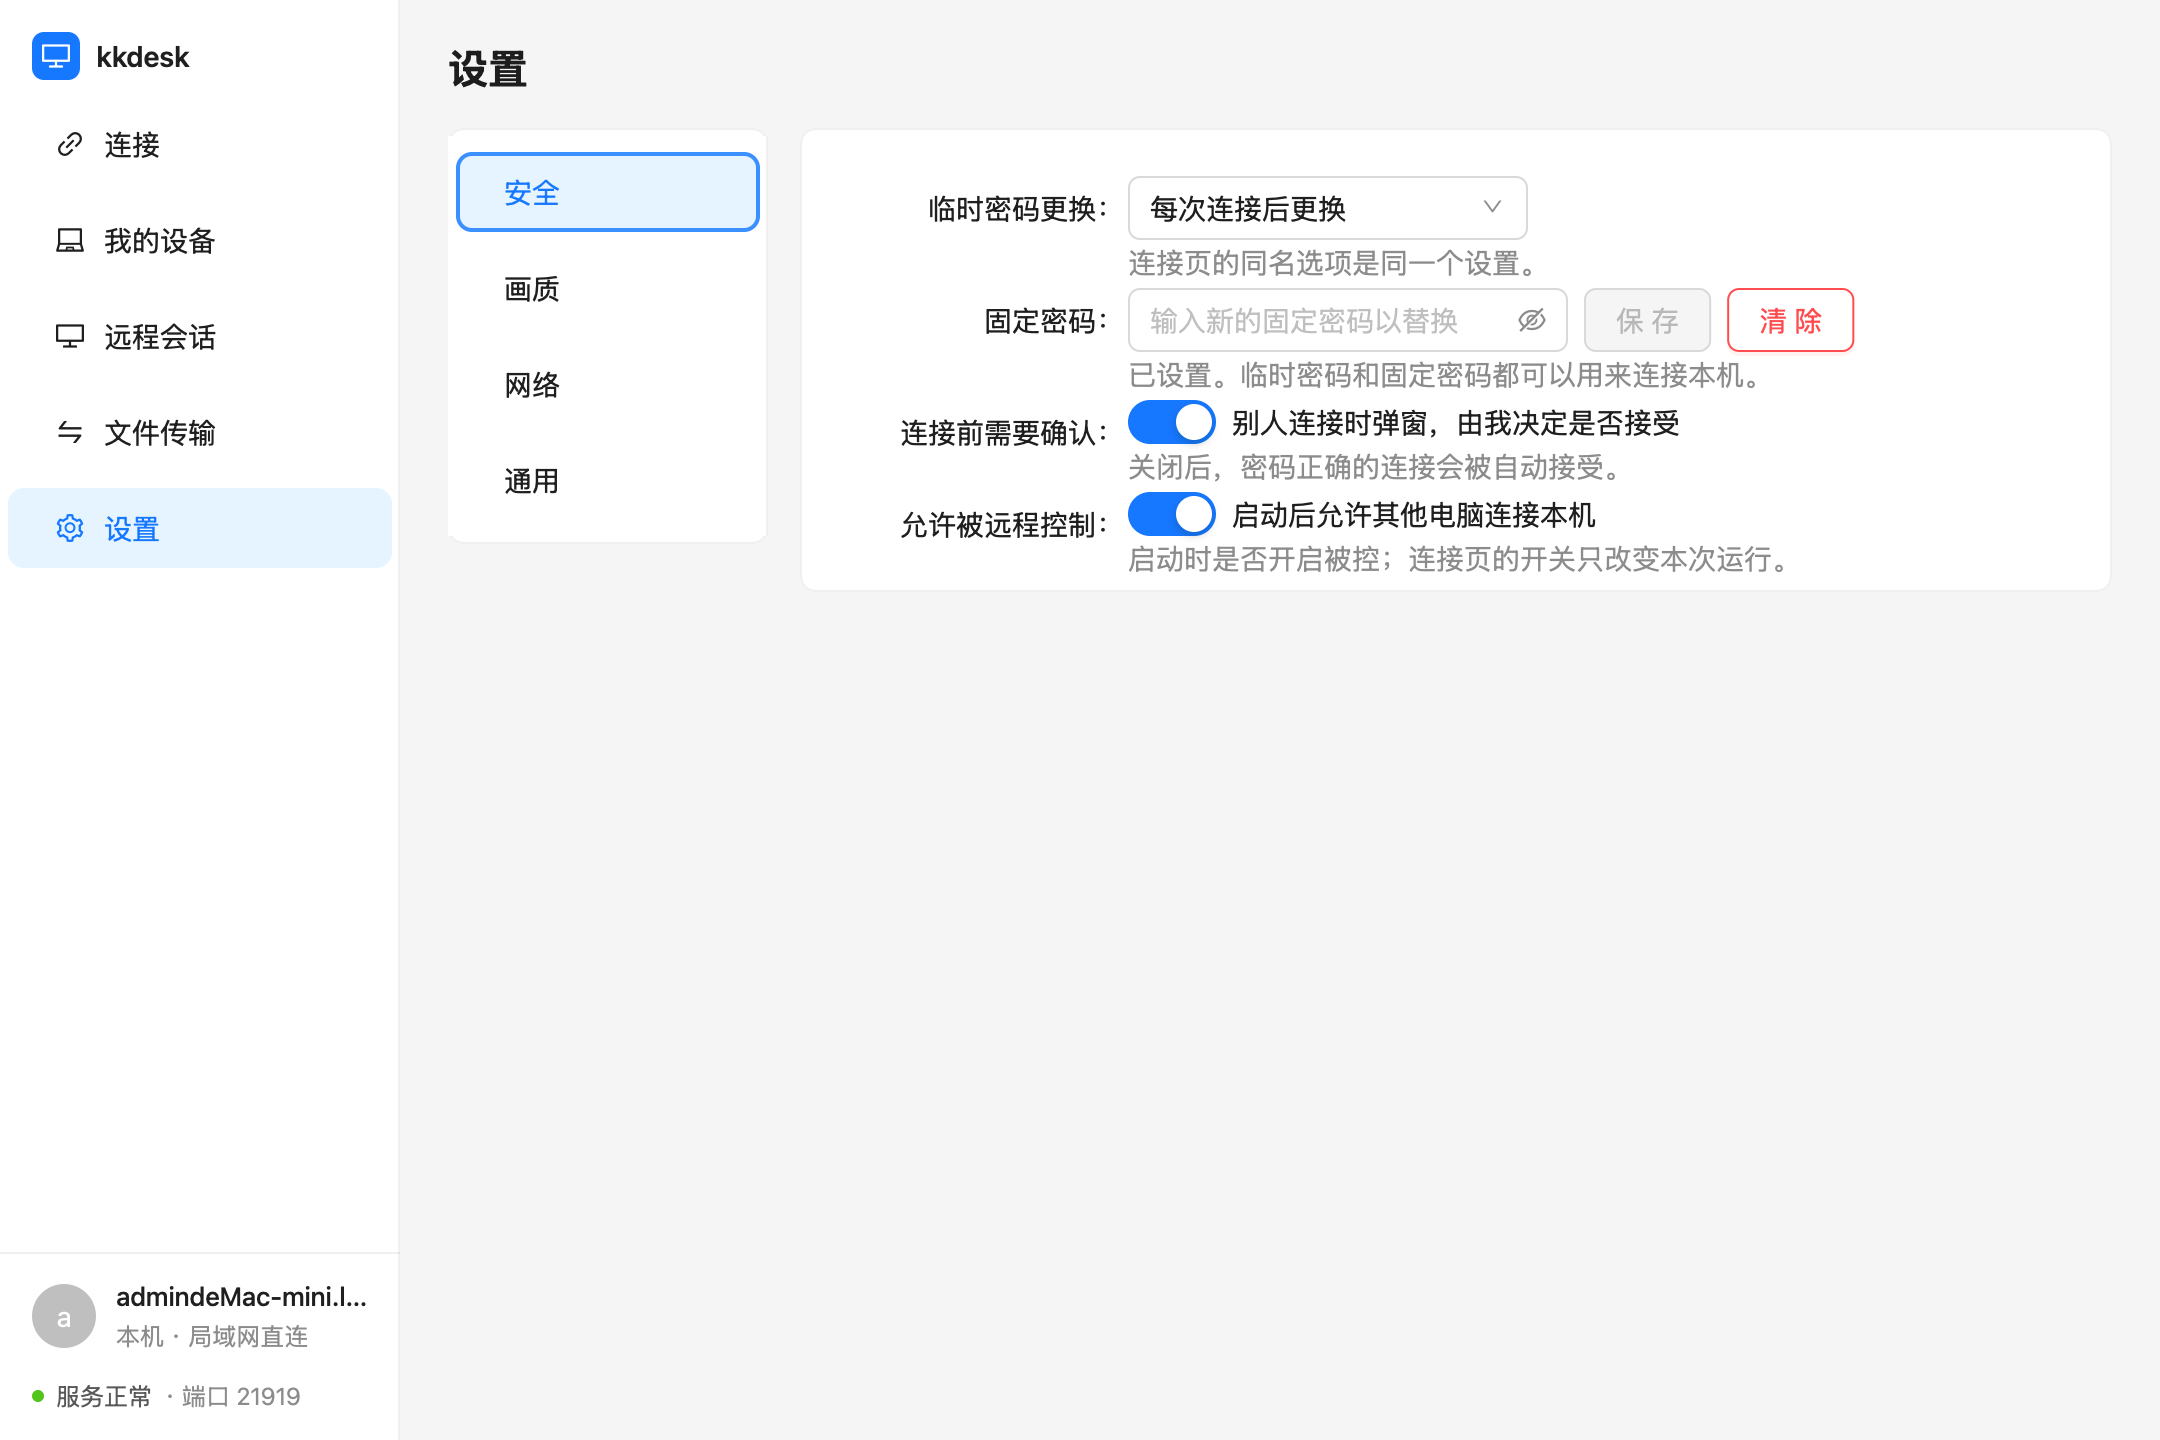 kkdesk
连接
我的设备
远程会话
文件传输
设置
admindeMac-mini.l...
a
本机 · 局域网直连
服务正常 · 端口 21919
设置
安全
画质
网络
通用
临时密码更换： 每次连接后更换
连接页的同名选项是同一个设置。
固定密码： 输入新的固定密码以替换 保存 清除
已设置。临时密码和固定密码都可以用来连接本机。
连接前需要确认： 别人连接时弹窗，由我决定是否接受
关闭后，密码正确的连接会被自动接受。
允许被远程控制： 启动后允许其他电脑连接本机
启动时是否开启被控；连接页的开关只改变本次运行。